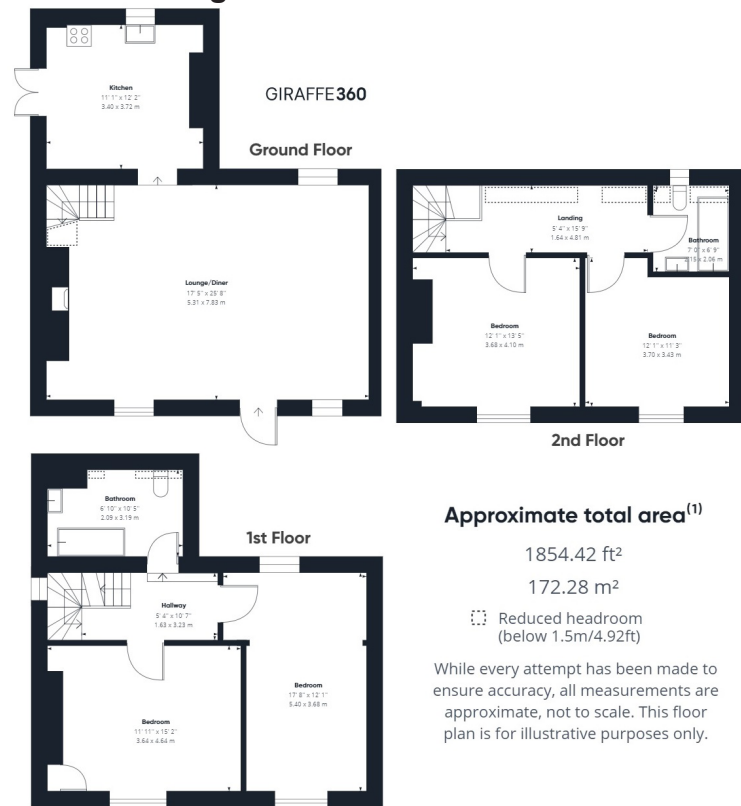 Kitchen
11' 1" x 12' 2"
3.40 x 3.72 m
GIRAFFE360
Ground Floor
Lounge/Diner
17' 5" x 25' 8"
5.31 x 7.83 m
Landing
5' 4" x 15' 9"
1.64 x 4.81 m
Bathroom
7' 0" x 6' 9"
2.15 x 2.06 m
Bedroom
12' 1" x 13' 5"
3.68 x 4.10 m
Bedroom
12' 1" x 11' 3"
3.70 x 3.43 m
2nd Floor
Bathroom
6' 10" x 10' 5"
2.09 x 3.19 m
1st Floor
Hallway
5' 4" x 10' 7"
1.63 x 3.23 m
Bedroom
17' 8" x 12' 1"
5.40 x 3.68 m
Bedroom
11' 11" x 15' 2"
3.64 x 4.64 m
Approximate total area(1)
1854.42 ft²
172.28 m²
Reduced headroom
(below 1.5m/4.92ft)
While every attempt has been made to
ensure accuracy, all measurements are
approximate, not to scale. This floor
plan is for illustrative purposes only.